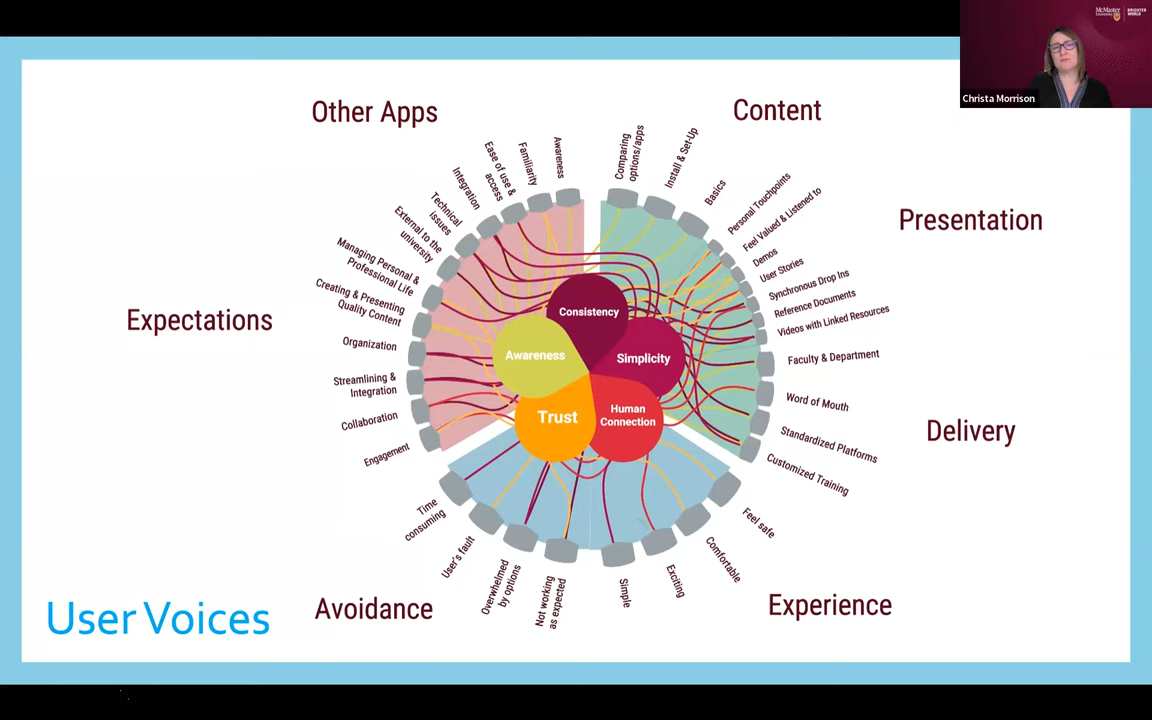 McMaster
University
BRIGHTER
WORLD
Christa Morrison
Other Apps
Content
Presentation
Expectations
Delivery
Avoidance
Experience
User Voices
Awareness
Familiarity
Ease of use &
access
Integration
Technical
Issues
External to the
university
Managing Personal &
Professional Life
Creating & Presenting
Quality Content
Organization
Streamlining &
Integration
Collaboration
Engagement
Comparing
options/apps
Install & Set-Up
Basics
Personal Touchpoints
Feel Valued & Listened to
Demos
User Stories
Synchronous Drop Ins
Reference Documents
Videos with Linked Resources
Faculty & Department
Word of Mouth
Standardized Platforms
Customized Training
Time
consuming
User's fault
Overwhelmed
by options
Not working
as expected
Simple
Exciting
Comfortable
Feel safe
Consistency
Awareness
Simplicity
Trust
Human
Connection